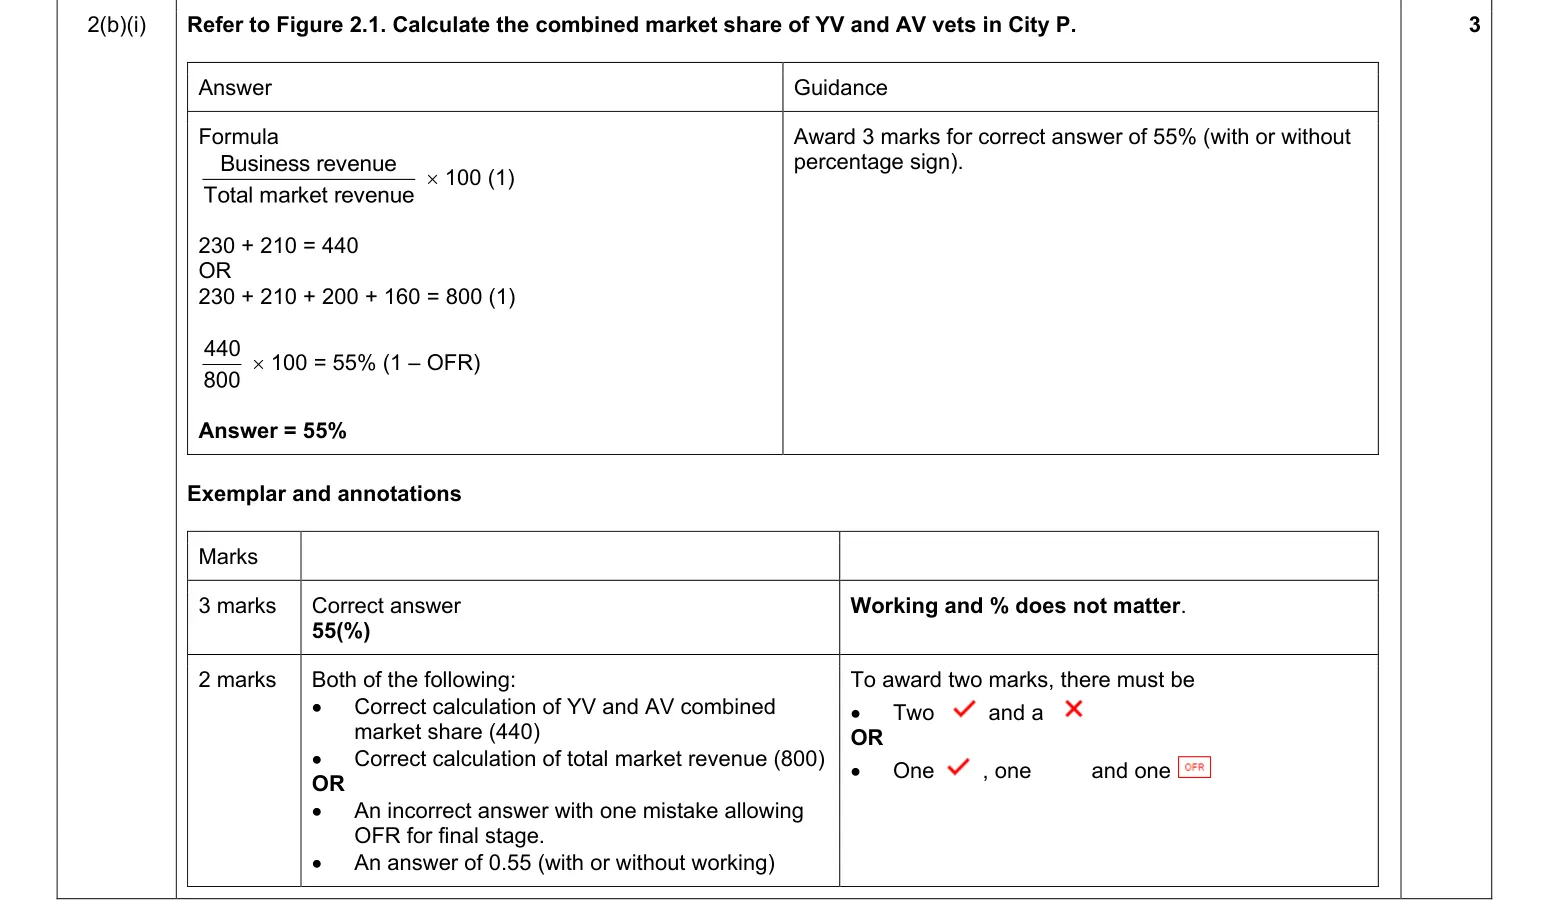 2(b)(i) Refer to Figure 2.1. Calculate the combined market share of YV and AV vets in City P. 3
Answer Guidance
Formula
Business revenue
Total market revenue
× 100 (1)
230 + 210 = 440
OR
230 + 210 + 200 + 160 = 800 (1)
440
800
× 100 = 55% (1 – OFR)
Answer = 55%
Award 3 marks for correct answer of 55% (with or without
percentage sign).
Exemplar and annotations
Marks
3 marks
Correct answer
55(%)
Working and % does not matter.
2 marks
Both of the following:
• Correct calculation of YV and AV combined
market share (440)
• Correct calculation of total market revenue (800)
OR
• An incorrect answer with one mistake allowing
OFR for final stage.
• An answer of 0.55 (with or without working)
To award two marks, there must be
• Two ✓ and a ✗
OR
• One ✓ , one and one OFR